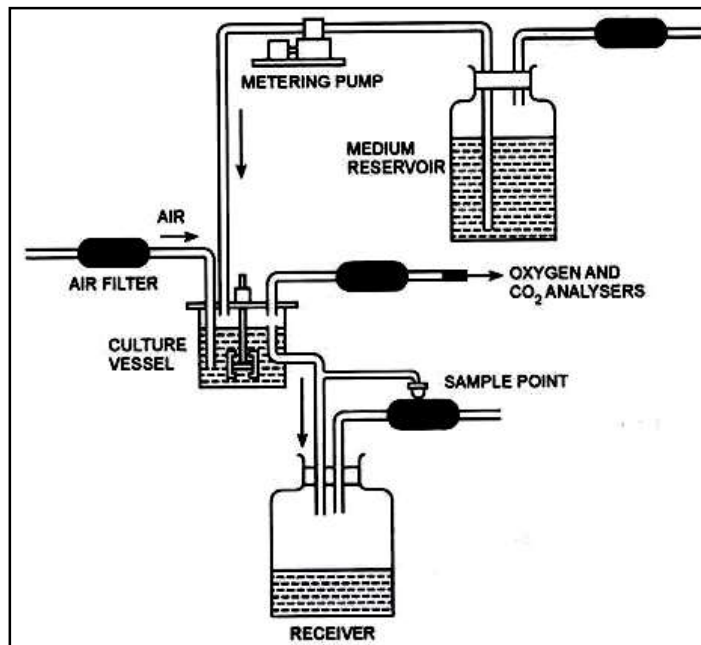 METERING PUMP
MEDIUM
RESERVOIR
AIR
AIR FILTER
OXYGEN AND
CO₂ ANALYSERS
CULTURE
VESSEL
SAMPLE POINT
RECEIVER